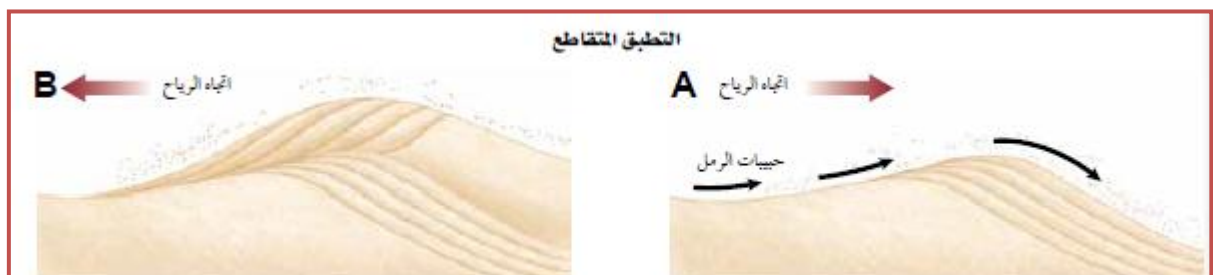 التطبق المتقاطع
A
اتجاه الرياح
حبيبات الرمل
B
اتجاه الرياح